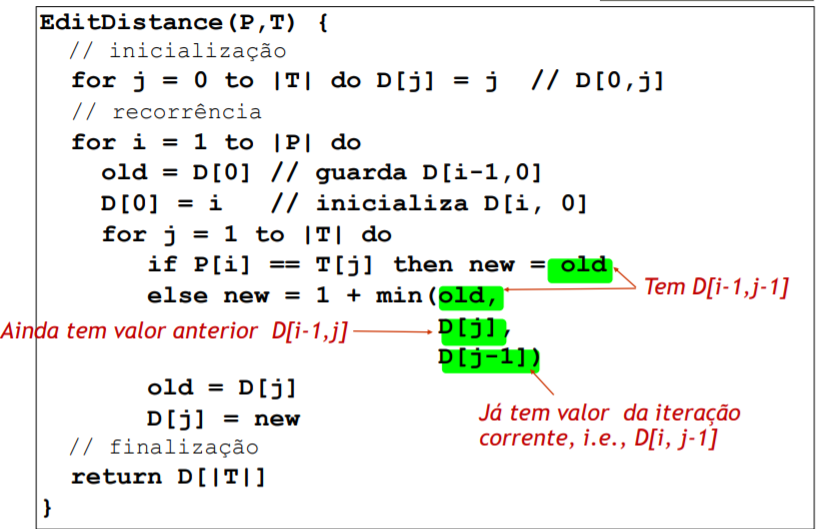 EditDistance(P,T) {
// inicialização
for j = 0 to |T| do D[j] = j // D[0,j]
// recorrência
for i = 1 to |P| do
old = D[0] // guarda D[i-1,0]
D[0] = i // inicializa D[i, 0]
for j = 1 to |T| do
if P[i] == T[j] then new = old
else new = 1 + min(old,
Tem D[i-1,j-1]
Ainda tem valor anterior D[i-1,j]
D[j],
D[j-1])
old = D[j]
D[j] = new
Já tem valor da iteração
corrente, i.e., D[i, j-1]
// finalização
return D[|T|]
}